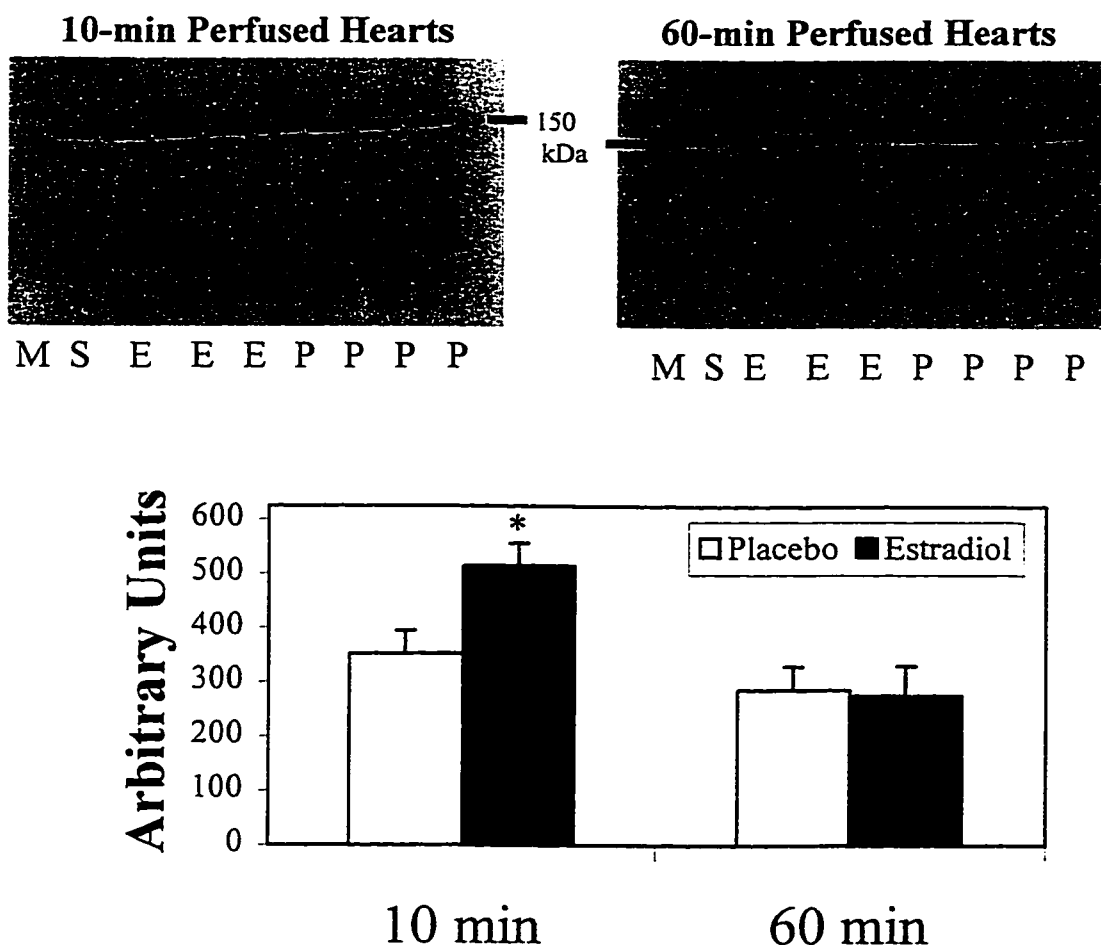 10-min Perfused Hearts
60-min Perfused Hearts
150
kDa
M S E E E P P P P
M S E E E P P P P
Arbitrary Units
600
500
400
300
200
100
0
*
Placebo Estradiol
10 min
60 min